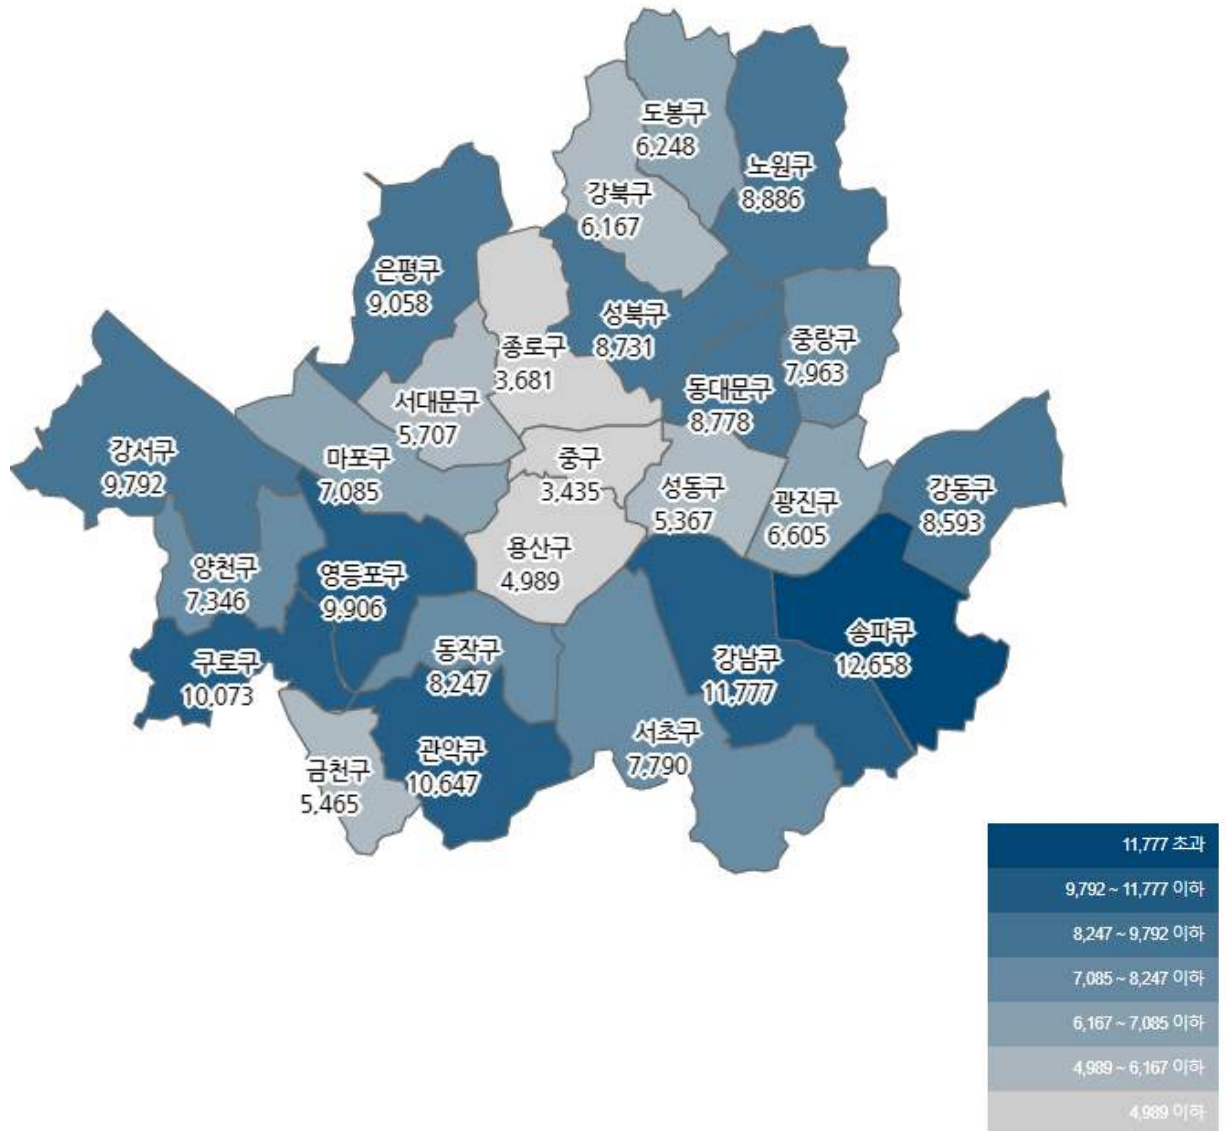 도봉구
6,248
노원구
8,886
강북구
6,167
은평구
9,058
성북구
8,731
종로구
3,681
중랑구
7,963
동대문구
8,778
서대문구
5,707
강서구
9,792
마포구
7,085
중구
3,435
성동구
5,367
광진구
6,605
강동구
8,593
용산구
4,989
양천구
7,346
영등포구
9,906
구로구
10,073
동작구
8,247
강남구
11,777
송파구
12,658
서초구
7,790
관악구
10,647
금천구
5,465
11,777 초과
9,792 ~ 11,777 이하
8,247 ~ 9,792 이하
7,085 ~ 8,247 이하
6,167 ~ 7,085 이하
4,989 ~ 6,167 이하
4,989 이하